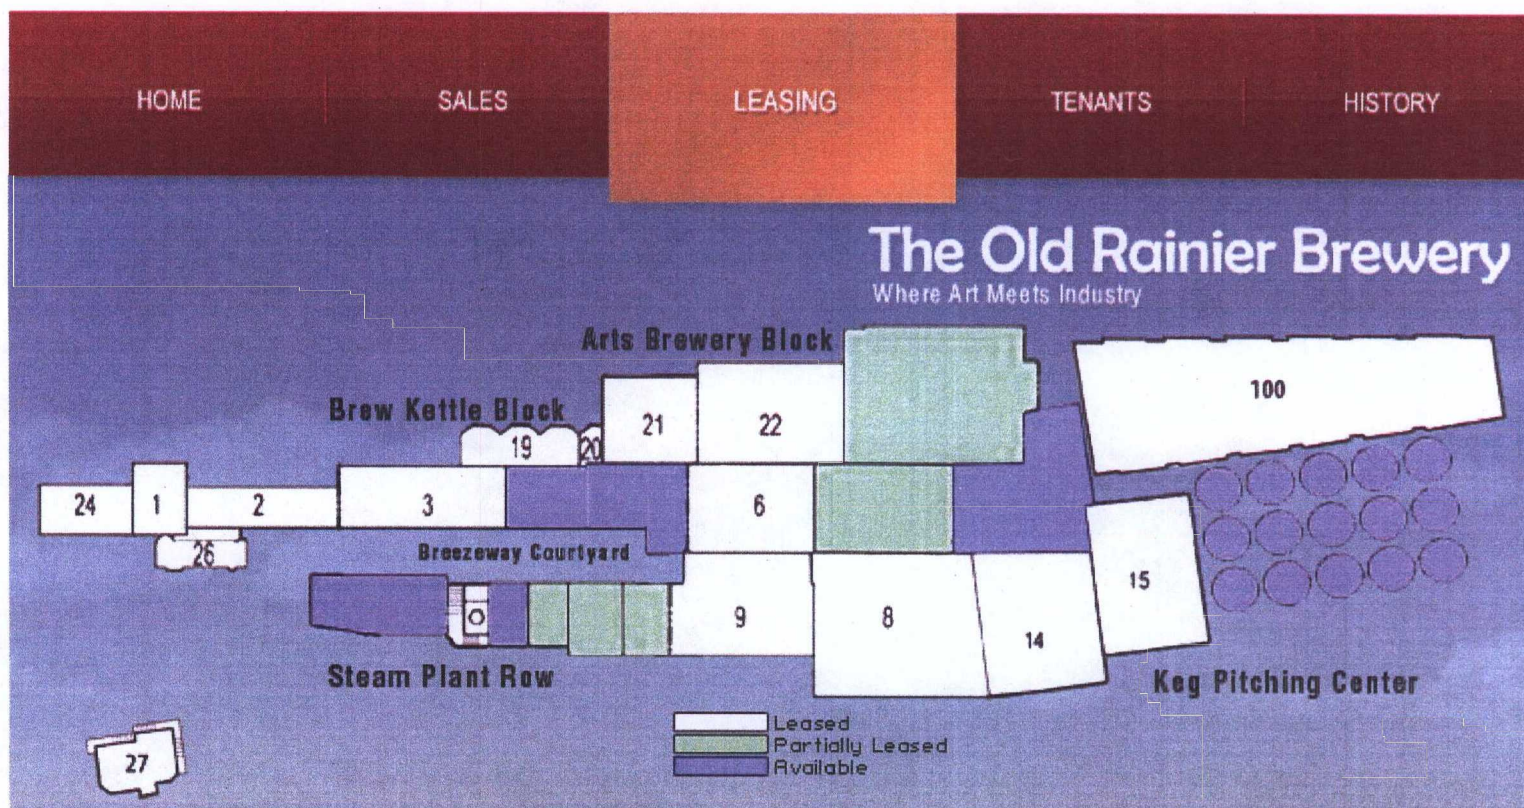 HOME SALES LEASING TENANTS HISTORY
The Old Rainier Brewery
Where Art Meets Industry
Arts Brewery Block
100
Brew Kettle Block
21
22
19
20
24
1
2
3
6
26
Breezeway Courtyard
15
9
8
14
Steam Plant Row
Keg Pitching Center
Leased
Partially Leased
Available
27